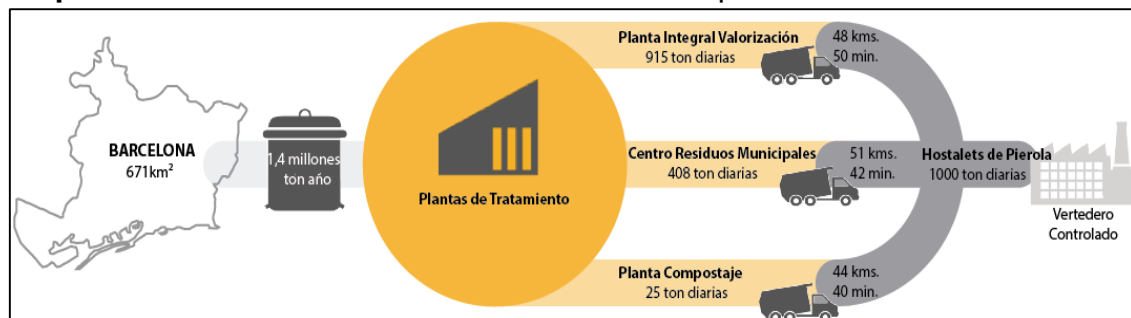 BARCELONA
671km²
1,4 millones
ton año
Plantas de Tratamiento
Planta Integral Valorización
915 ton diarias
48 kms.
50 min.
Centro Residuos Municipales
408 ton diarias
51 kms.
42 min.
Planta Compostaje
25 ton diarias
44 kms.
40 min.
Hostalets de Pierola
1000 ton diarias
Vertedero
Controlado